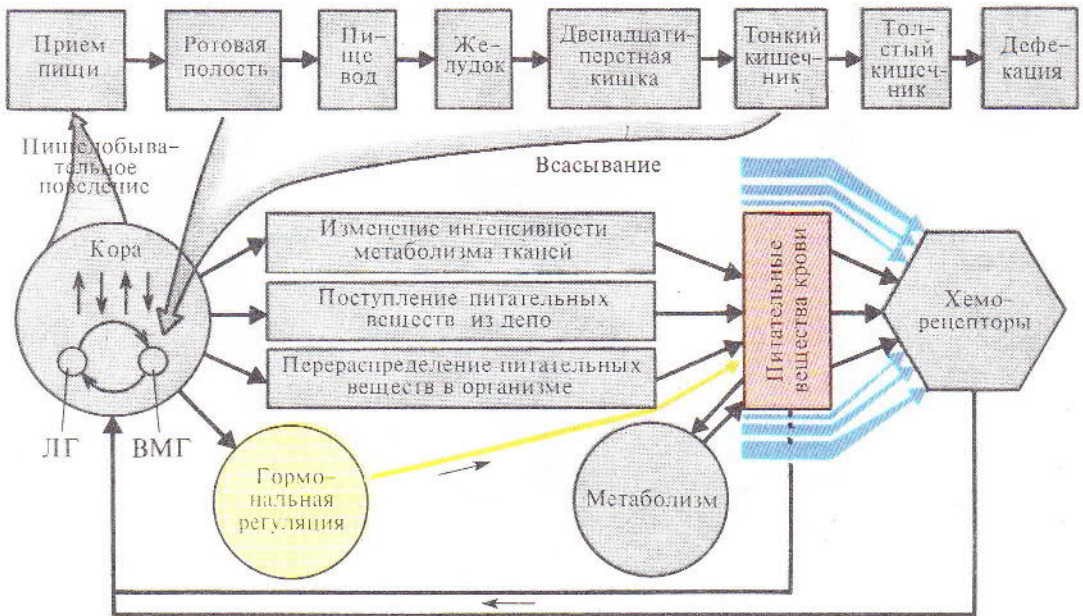 Прием
пищи
Ротовая
полость
Пи-
ще
вод
Же-
лудок
Двенадцати-
перстная
кишка
Тонкий
кишеч-
ник
Тол-
стый
кишеч-
ник
Дефе-
кация
Пищедобыва-
тельное
поведение
Всасывание
Кора
Изменение интенсивности
метаболизма тканей
Поступление питательных
веществ из депо
Перераспределение питательных
веществ в организме
Питательные
вещества крови
Хемо-
рецепторы
ЛГ
ВМГ
Гормо-
нальная
регуляция
Метаболизм